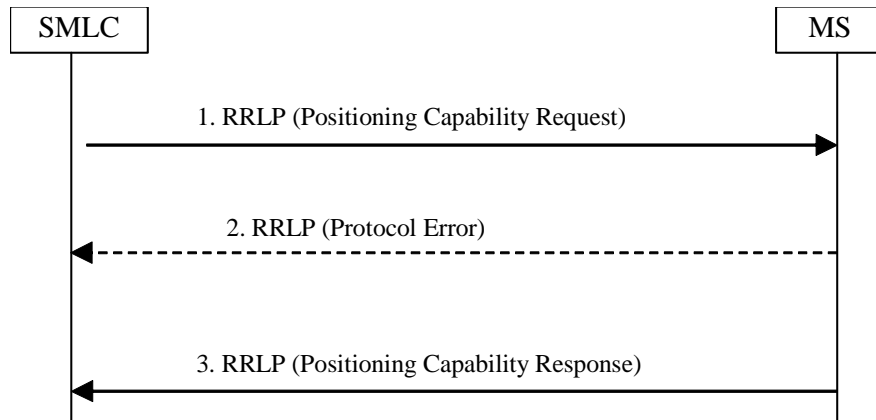 SMLC
MS
1. RRLP (Positioning Capability Request)
2. RRLP (Protocol Error)
3. RRLP (Positioning Capability Response)